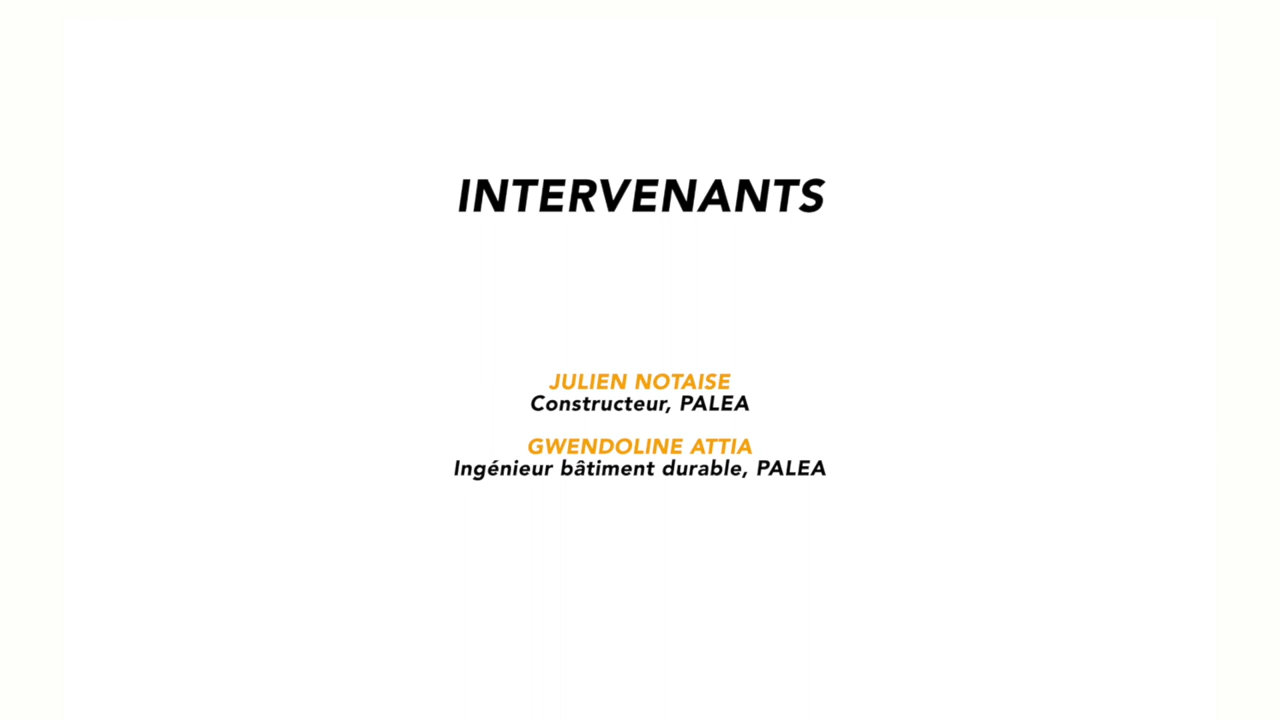 INTERVENANTS
JULIEN NOTAISE
Constructeur, PALEA
GWENDOLINE ATTIA
Ingénieur bâtiment durable, PALEA